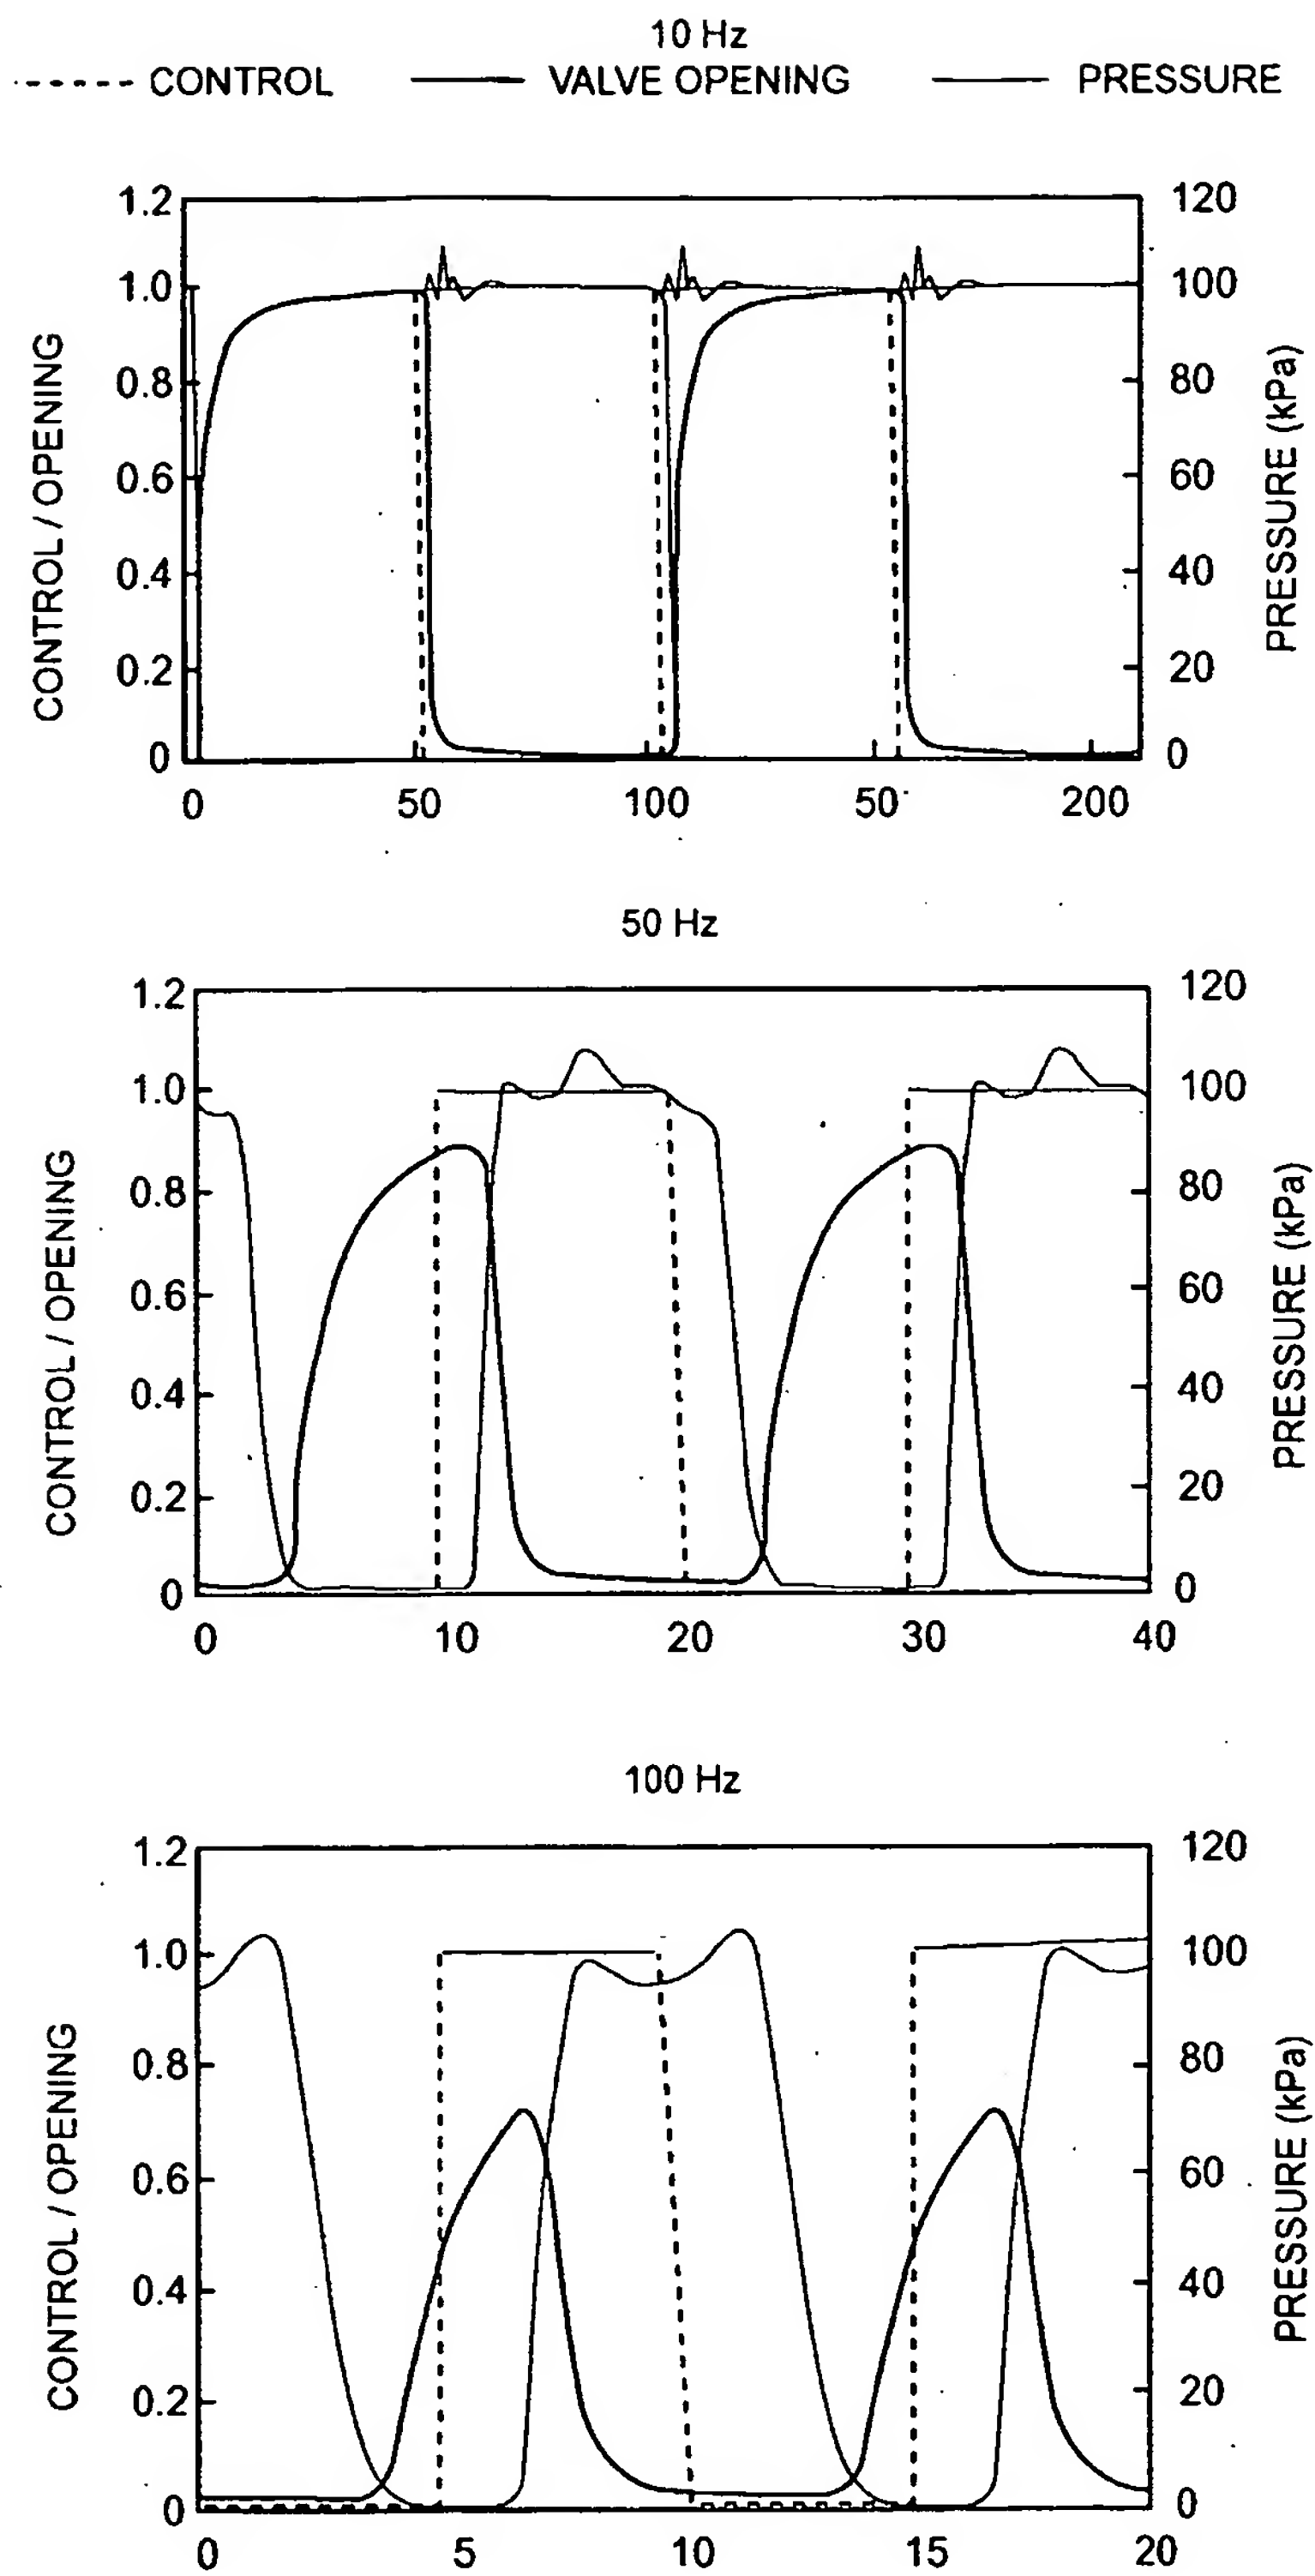 10 Hz
CONTROL VALVE OPENING PRESSURE
1.2 120
1.0 100
0.8 80
0.6 60
0.4 40
0.2 20
0 0
CONTROL / OPENING
PRESSURE (kPa)
0 50 100 50 200
50 Hz
1.2 120
1.0 100
0.8 80
0.6 60
0.4 40
0.2 20
0 0
CONTROL / OPENING
PRESSURE (kPa)
0 10 20 30 40
100 Hz
1.2 120
1.0 100
0.8 80
0.6 60
0.4 40
0.2 20
0 0
CONTROL / OPENING
PRESSURE (kPa)
0 5 10 15 20